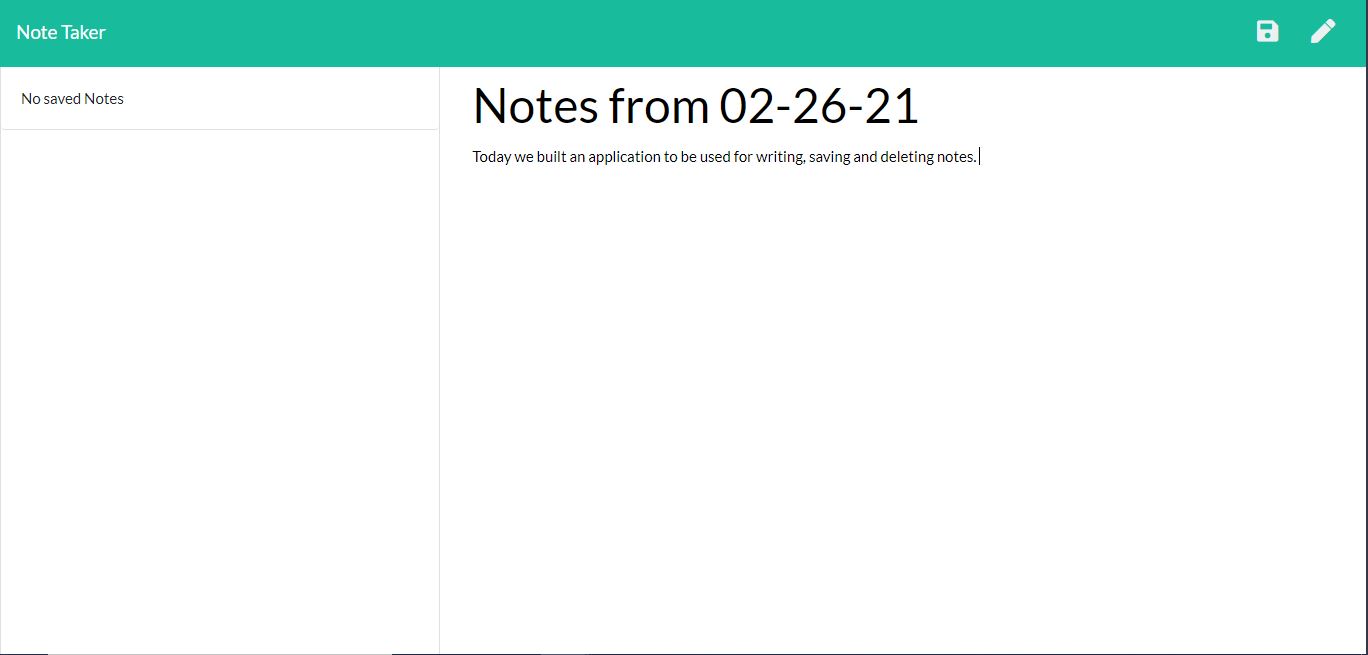 Note Taker
No saved Notes
Notes from 02-26-21
Today we built an application to be used for writing, saving and deleting notes.